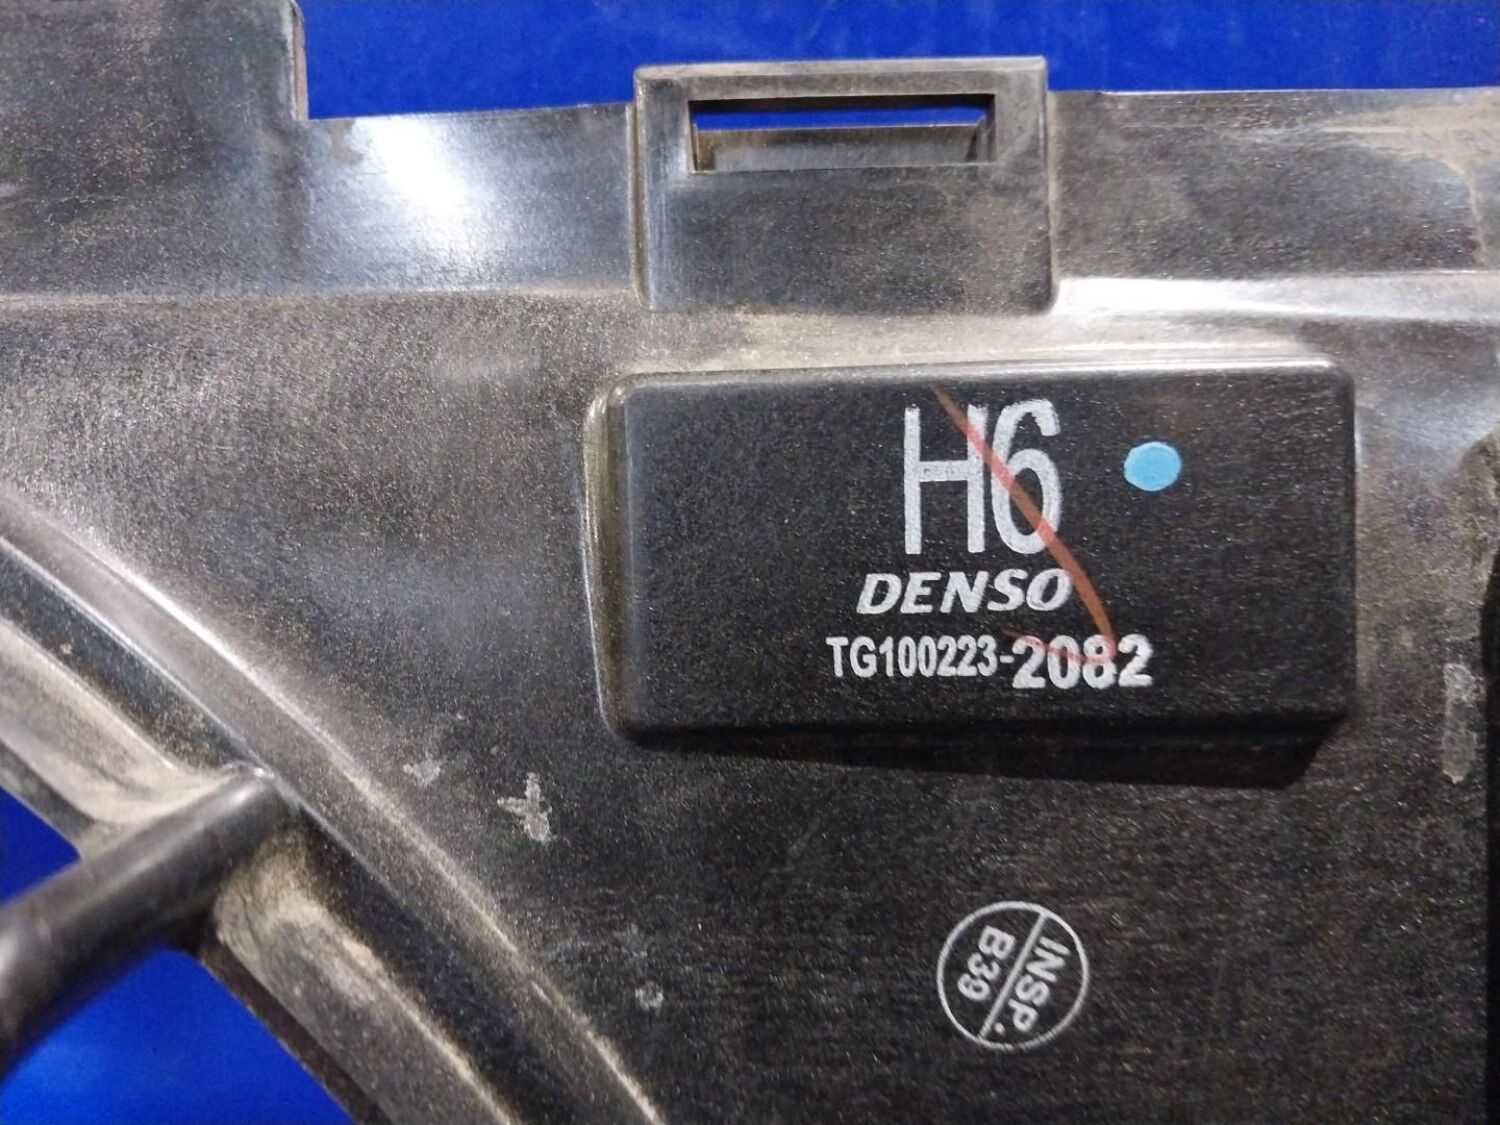 H6
DENSO
TG100223-2082
INSP.
B39